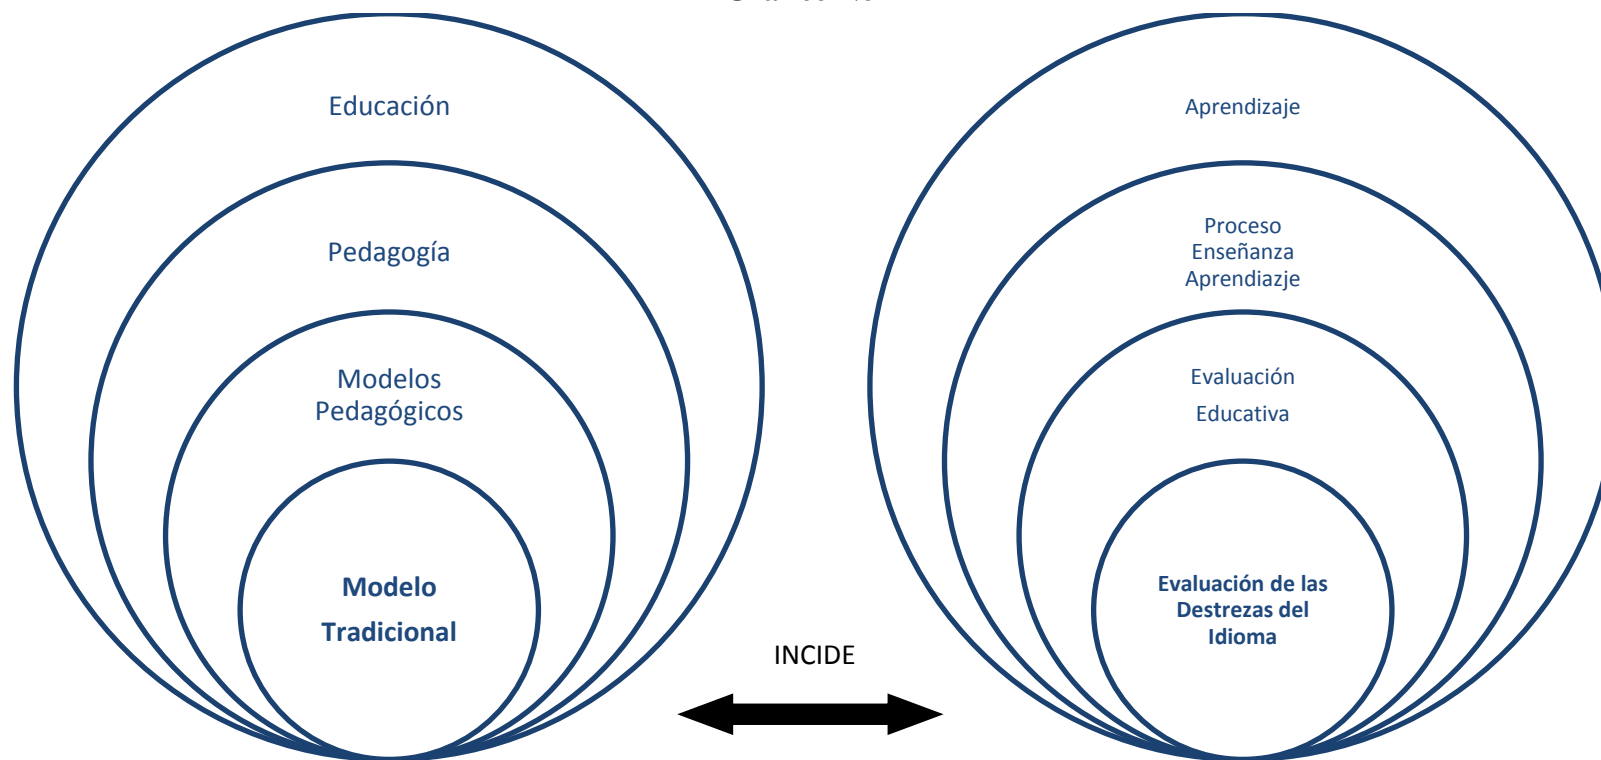 Educación
Pedagogía
Modelos
Pedagógicos
Modelo
Tradicional
INCIDE
Aprendizaje
Proceso
Enseñanza
Aprendiazje
Evaluación
Educativa
Evaluación de las
Destrezas del
Idioma